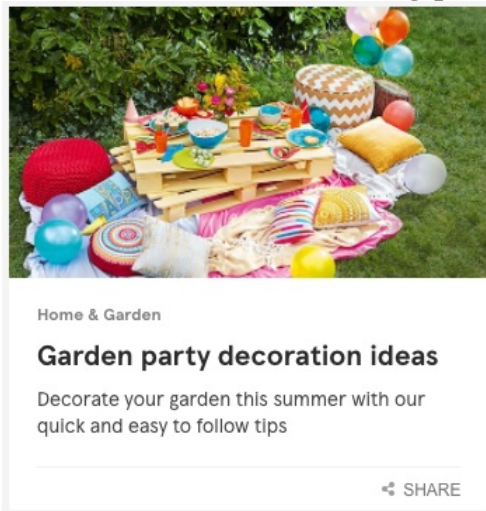 Home & Garden
Garden party decoration ideas
Decorate your garden this summer with our
quick and easy to follow tips
SHARE